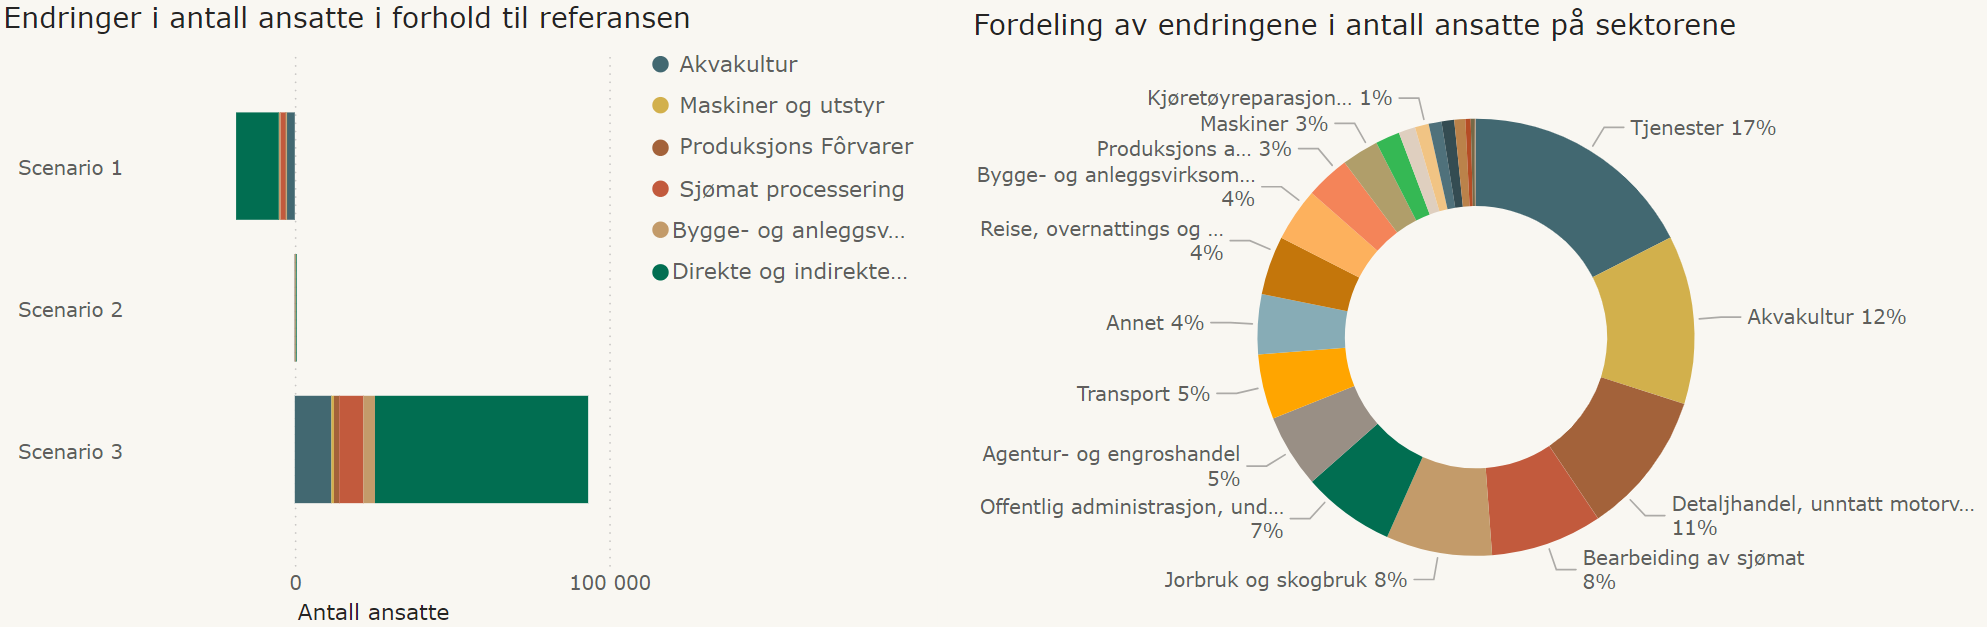 Endringer i antall ansatte i forhold til referansen
Akvakultur
Maskiner og utstyr
Produksjons Fôrvarer
Sjømat processering
Bygge- og anleggsv...
Direkte og indirekte...
Scenario 1
Scenario 2
Scenario 3
0
100 000
Antall ansatte
Fordeling av endringene i antall ansatte på sektorene
Kjøretøyreparasjon... 1%
Maskiner 3%
Produksjons a... 3%
Bygge- og anleggsvirksom...
4%
Reise, overnattings og ...
4%
Annet 4%
Transport 5%
Agentur- og engroshandel
5%
Offentlig administrasjon, und...
7%
Jorbruk og skogbruk 8%
Tjenester 17%
Akvakultur 12%
Detaljhandel, unntatt motorv...
11%
Bearbeiding av sjømat
8%